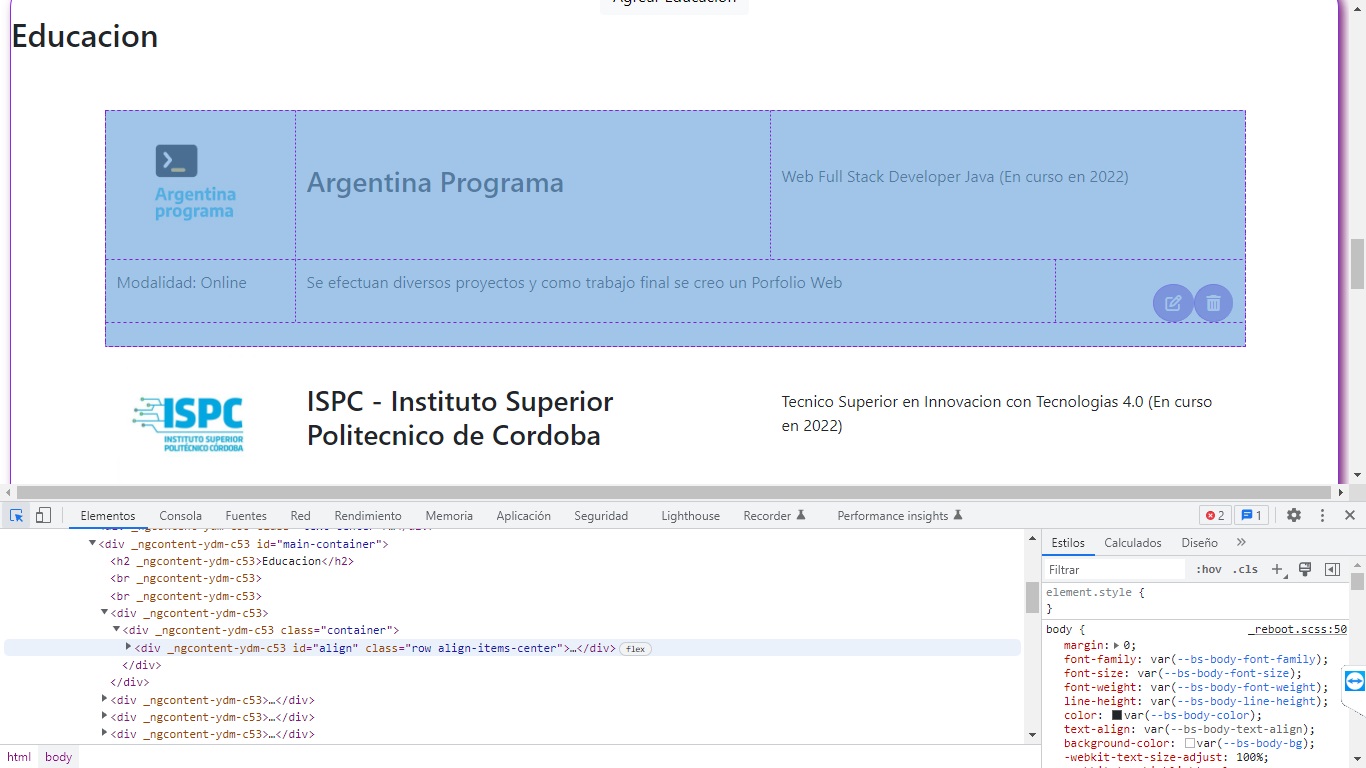 Agrear Educacion
Educacion
Argentina
programa
Argentina Programa
Web Full Stack Developer Java (En curso en 2022)
Modalidad: Online
Se efectuan diversos proyectos y como trabajo final se creo un Porfolio Web
ISPC
INSTITUTO SUPERIOR
POLITÉCNICO CÓRDOBA
ISPC - Instituto Superior
Politecnico de Cordoba
Tecnico Superior en Innovacion con Tecnologias 4.0 (En curso
en 2022)
Elementos Consola Fuentes Red Rendimiento Memoria Aplicación Seguridad Lighthouse Recorder Performance insights 2 1
<div _ngcontent-ydm-c53 id="main-container">
<h2 _ngcontent-ydm-c53>Educacion</h2>
<br _ngcontent-ydm-c53>
<br _ngcontent-ydm-c53>
<div _ngcontent-ydm-c53>
<div _ngcontent-ydm-c53 class="container">
<div _ngcontent-ydm-c53 id="align" class="row align-items-center">…</div> flex
</div>
</div>
<div _ngcontent-ydm-c53>…</div>
<div _ngcontent-ydm-c53>…</div>
<div _ngcontent-ydm-c53>…</div>
html body
Estilos Calculados Diseño »
Filtrar :hov .cls +
element.style {
}
body { _reboot.scss:50
margin: 0;
font-family: var(--bs-body-font-family);
font-size: var(--bs-body-font-size);
font-weight: var(--bs-body-font-weight);
line-height: var(--bs-body-line-height);
color: var(--bs-body-color);
text-align: var(--bs-body-text-align);
background-color: var(--bs-body-bg);
-webkit-text-size-adjust: 100%;